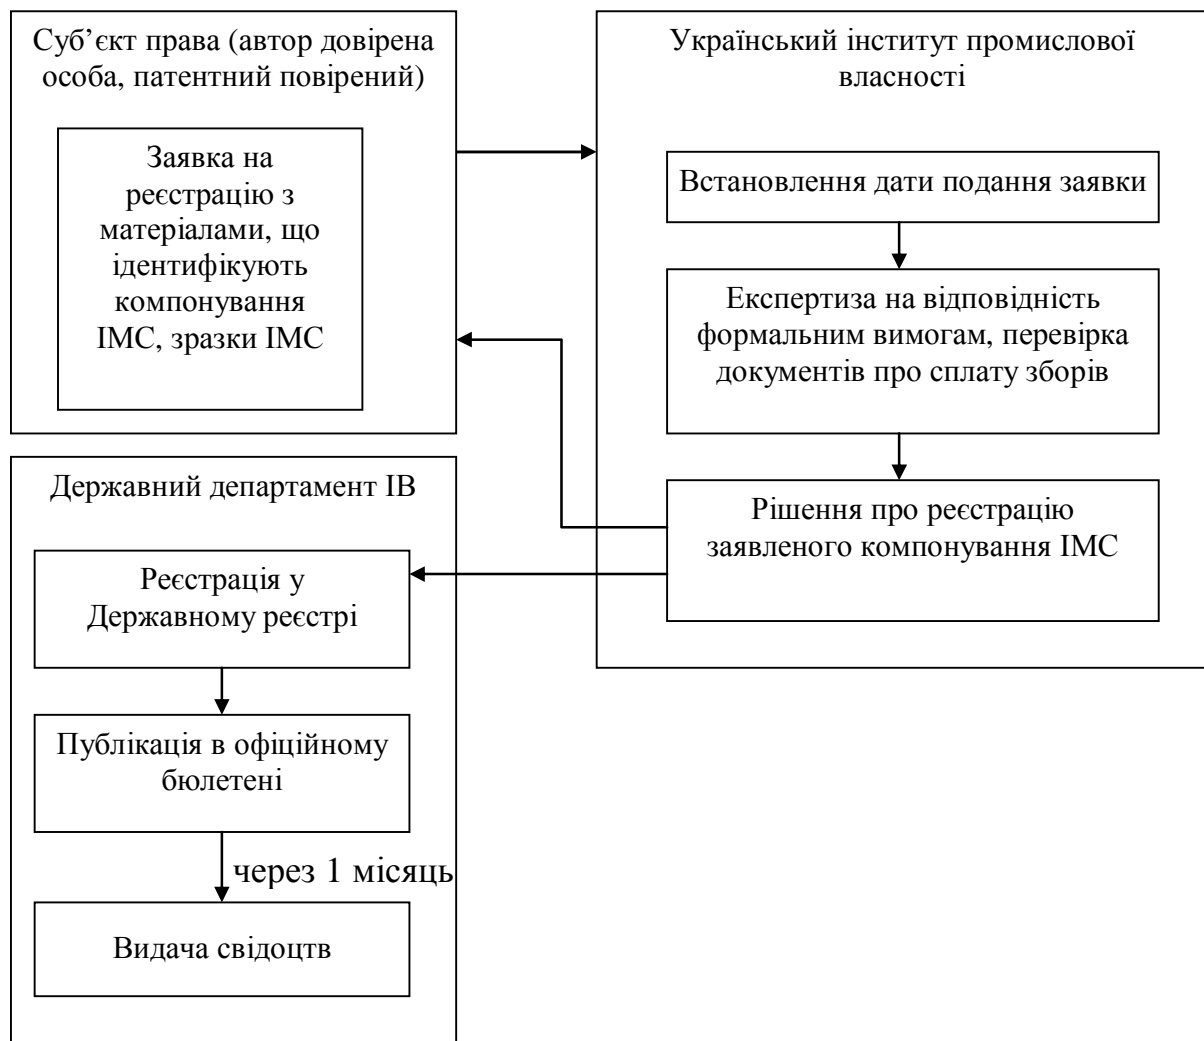 Суб’єкт права (автор довірена
особа, патентний повірений)
Заявка на
реєстрацію з
матеріалами, що
ідентифікують
компонування
ІМС, зразки ІМС
Український інститут промислової
власності
Встановлення дати подання заявки
Експертиза на відповідність
формальним вимогам, перевірка
документів про сплату зборів
Рішення про реєстрацію
заявленого компонування ІМС
Державний департамент ІВ
Реєстрація у
Державному реєстрі
Публікація в офіційному
бюлетені
через 1 місяць
Видача свідоцтв